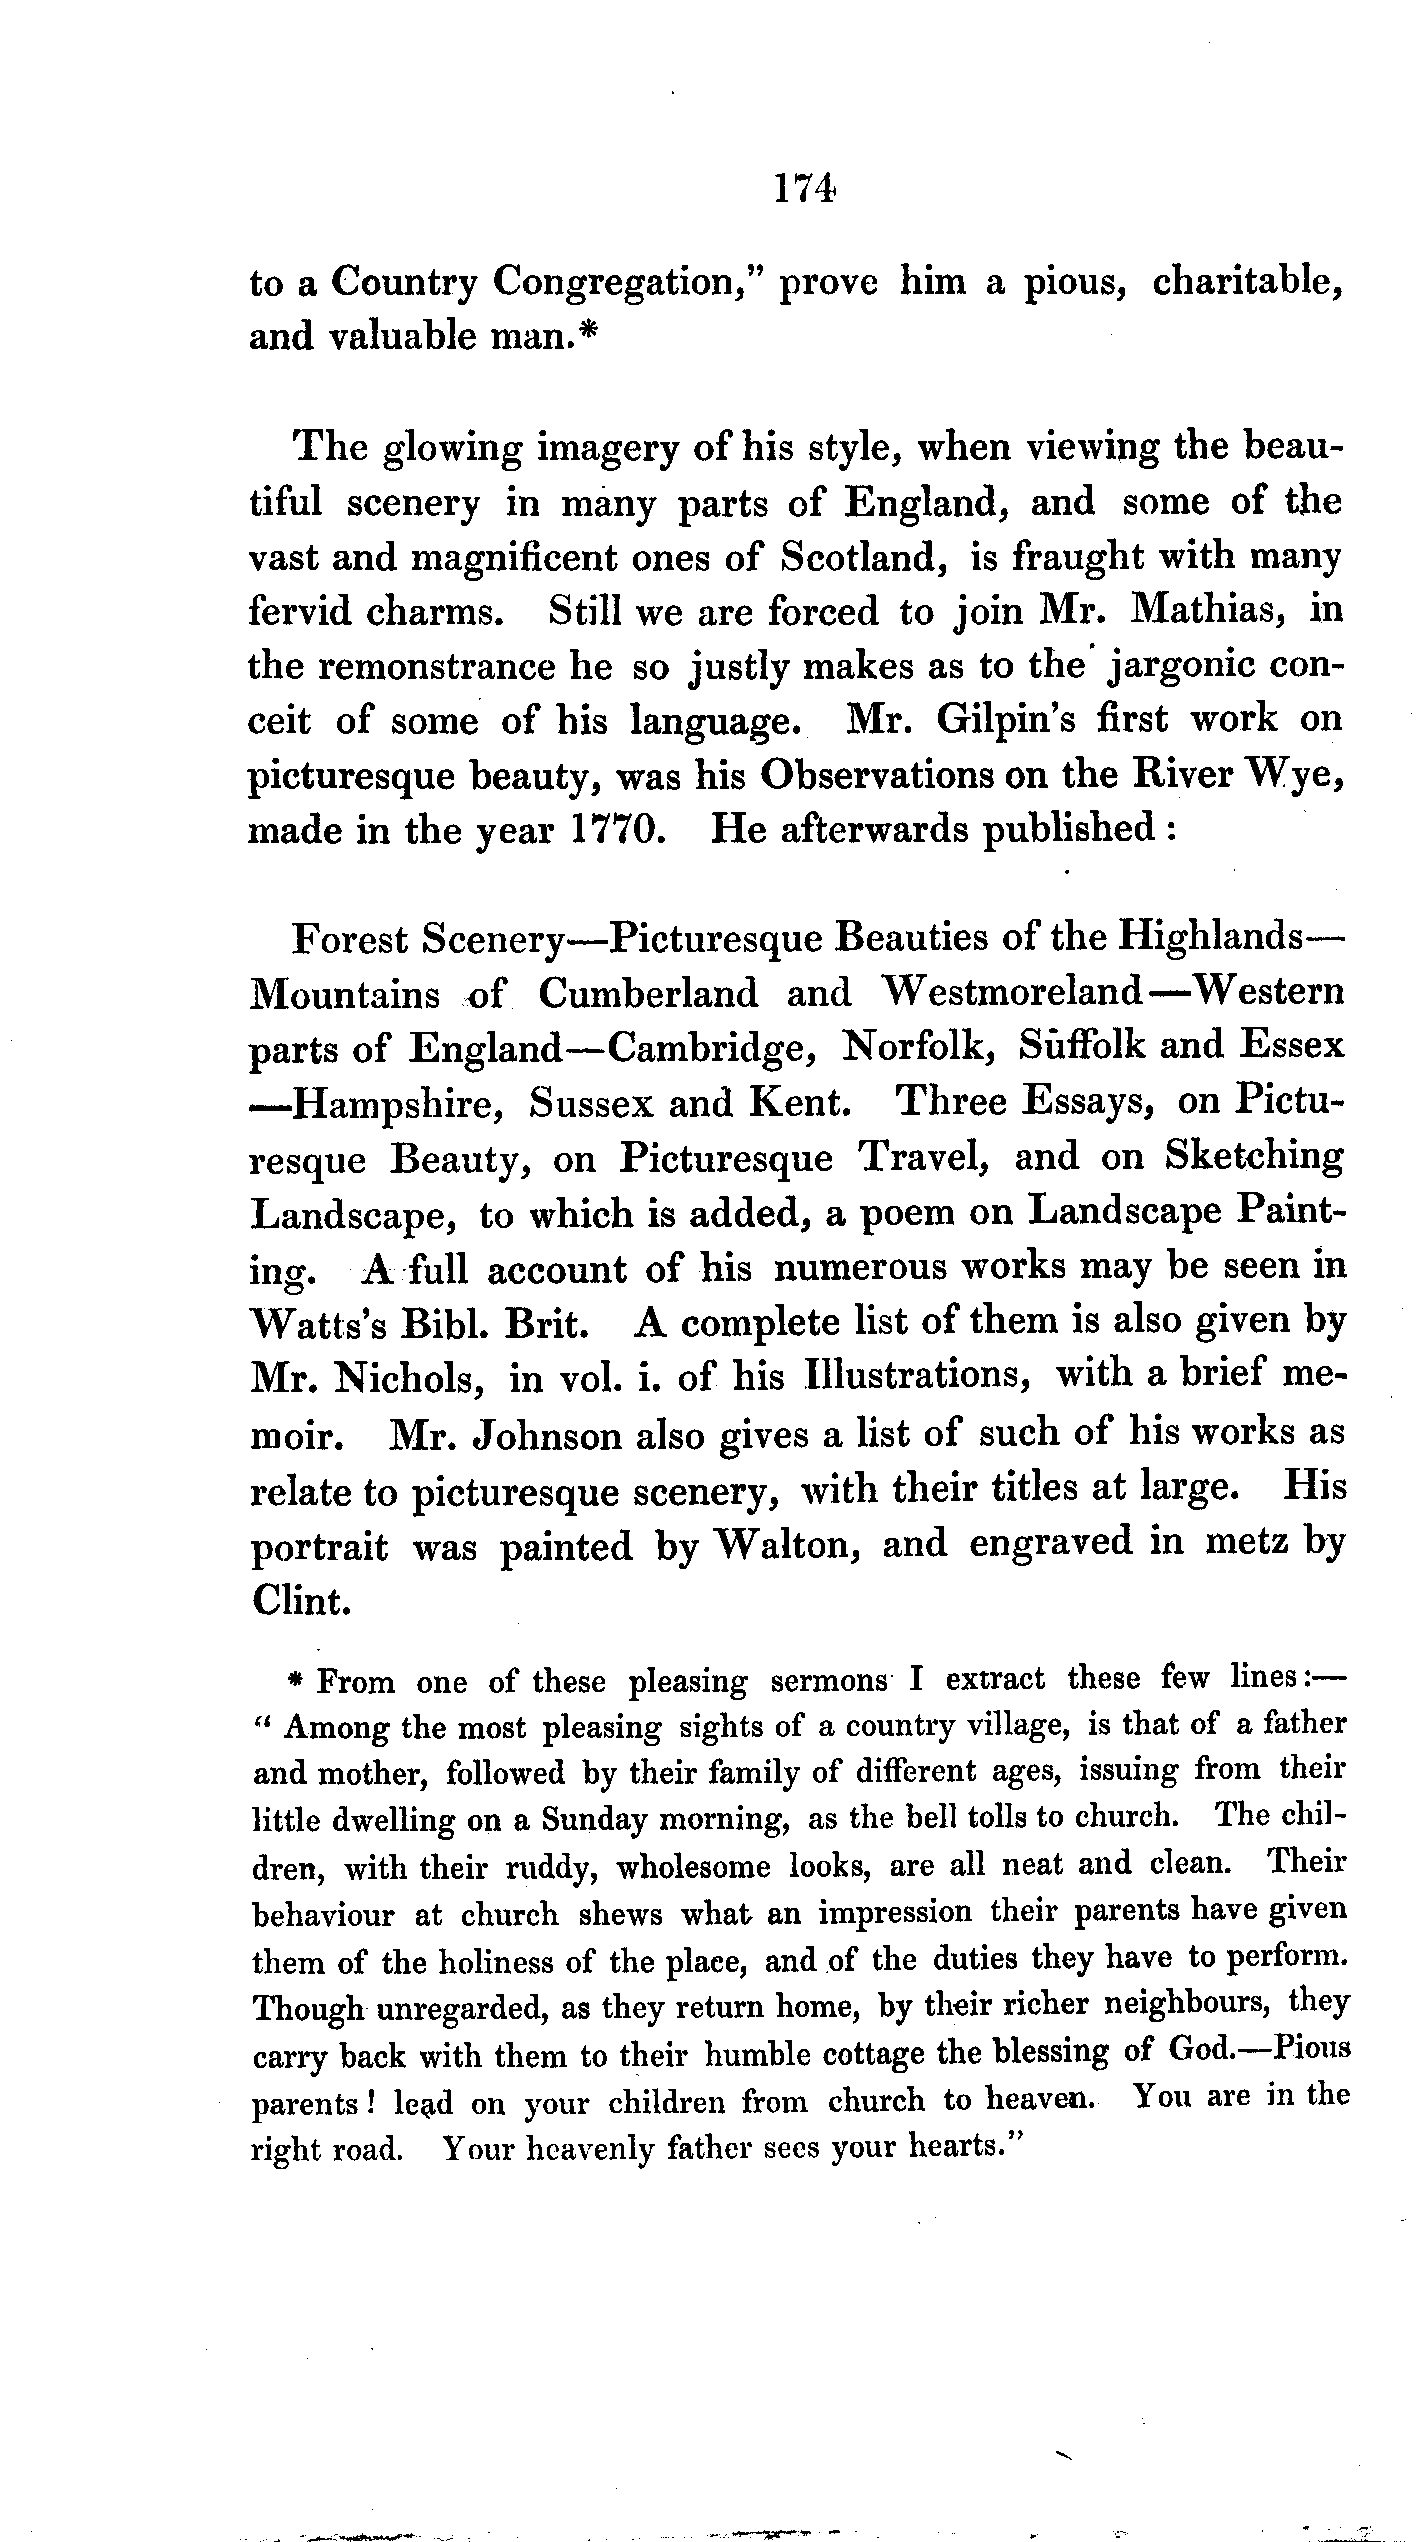 174
to a Country Congregation,” prove him a pious, charitable,
and valuable man.*
The glowing imagery of his style, when viewing the beau-
tiful scenery in many parts of England, and some of the
vast and magnificent ones of Scotland, is fraught with many
fervid charms. Still we are forced to join Mr. Mathias, in
the remonstrance he so justly makes as to the jargonic con-
ceit of some of his language. Mr. Gilpin’s first work on
picturesque beauty, was his Observations on the River Wye,
made in the year 1770. He afterwards published :
Forest Scenery—Picturesque Beauties of the Highlands—
Mountains of Cumberland and Westmoreland—Western
parts of England—Cambridge, Norfolk, Suffolk and Essex
—Hampshire, Sussex and Kent. Three Essays, on Pictu-
resque Beauty, on Picturesque Travel, and on Sketching
Landscape, to which is added, a poem on Landscape Paint-
ing. A full account of his numerous works may be seen in
Watts’s Bibl. Brit. A complete list of them is also given by
Mr. Nichols, in vol. i. of his Illustrations, with a brief me-
moir. Mr. Johnson also gives a list of such of his works as
relate to picturesque scenery, with their titles at large. His
portrait was painted by Walton, and engraved in metz by
Clint.
* From one of these pleasing sermons I extract these few lines:—
“ Among the most pleasing sights of a country village, is that of a father
and mother, followed by their family of different ages, issuing from their
little dwelling on a Sunday morning, as the bell tolls to church. The chil-
dren, with their ruddy, wholesome looks, are all neat and clean. Their
behaviour at church shews what an impression their parents have given
them of the holiness of the place, and of the duties they have to perform.
Though unregarded, as they return home, by their richer neighbours, they
carry back with them to their humble cottage the blessing of God.—Pious
parents ! lead on your children from church to heaven. You are in the
right road. Your heavenly father sees your hearts.”